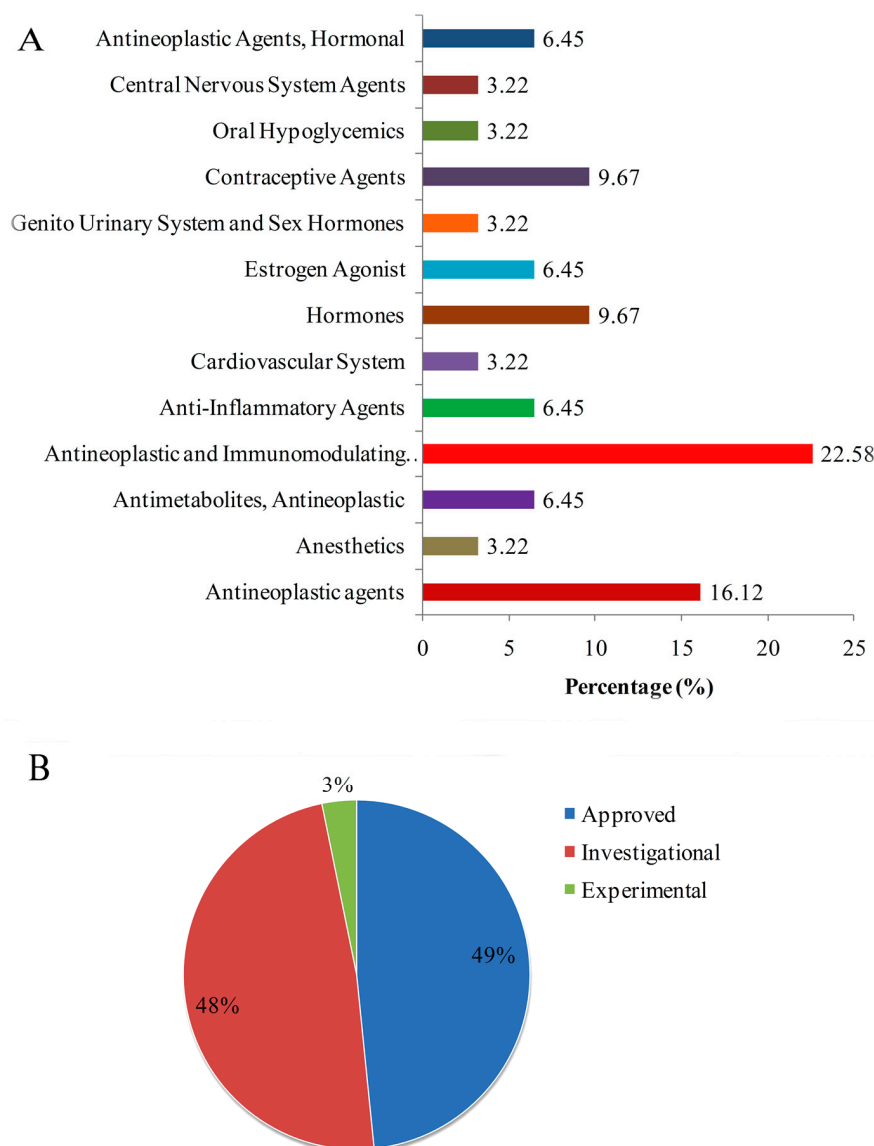 A
Antineoplastic Agents, Hormonal 6.45
Central Nervous System Agents 3.22
Oral Hypoglycemics 3.22
Contraceptive Agents 9.67
Genito Urinary System and Sex Hormones 3.22
Estrogen Agonist 6.45
Hormones 9.67
Cardiovascular System 3.22
Anti-Inflammatory Agents 6.45
Antineoplastic and Immunomodulating.. 22.58
Antimetabolites, Antineoplastic 6.45
Anesthetics 3.22
Antineoplastic agents 16.12
0 5 10 15 20 25
Percentage (%)
B
3%
Approved
Investigational
Experimental
49%
48%